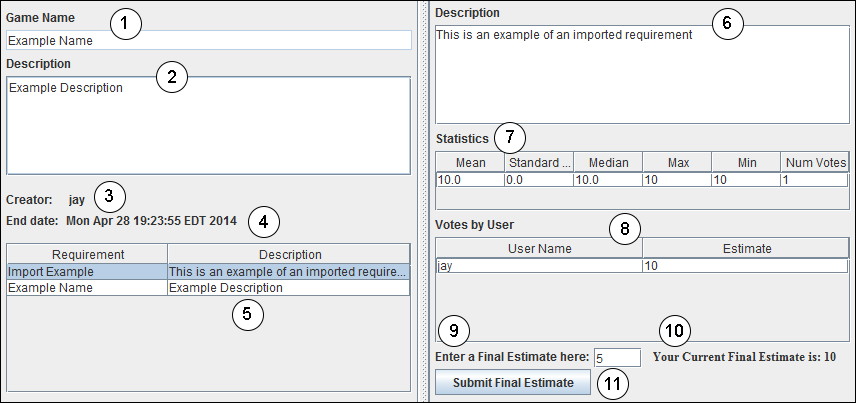 Game Name
1
Example Name
Description
2
Example Description
Creator: jay
3
End date: Mon Apr 28 19:23:55 EDT 2014
4
Requirement Description
Import Example This is an example of an imported require...
Example Name Example Description
5
Description
6
This is an example of an imported requirement
Statistics
7
Mean Standard ... Median Max Min Num Votes
10.0 0.0 10.0 10 10 1
Votes by User
8
User Name Estimate
jay 10
9
10
Enter a Final Estimate here: 5 Your Current Final Estimate is: 10
Submit Final Estimate
11